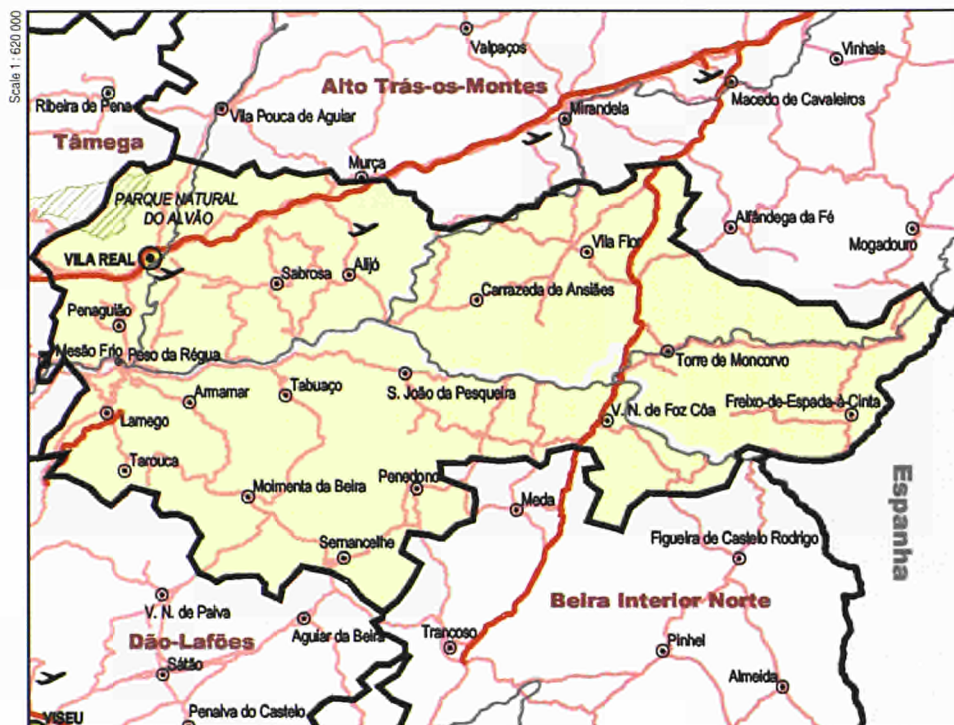 Scale 1 : 620 000
Valpaços
Vinhais
Alto Trás-os-Montes
Macedo de Cavaleiros
Ribeira de Pena
Vila Pouca de Aguiar
Mirandela
Tâmega
Murça
PARQUE NATURAL
DO ALVÃO
Alfândega da Fé
Mogadouro
Vila Flor
VILA REAL
Sabrosa
Alijó
Carrazeda de Ansiães
Penaguião
Mesão Frio
Peso da Régua
Torre de Moncorvo
Armamar
Tabuaço
S. João da Pesqueira
Freixo-de-Espada-à-Cinta
Lamego
V. N. de Foz Côa
Tarouca
Moimenta da Beira
Penedono
Meda
Espanha
Sernancelhe
Figueira de Castelo Rodrigo
V. N. de Paiva
Beira Interior Norte
Aguiar da Beira
Trancoso
Dão-Lafões
Pinhel
Sátão
Almeida
Penalva do Castelo
VISEU